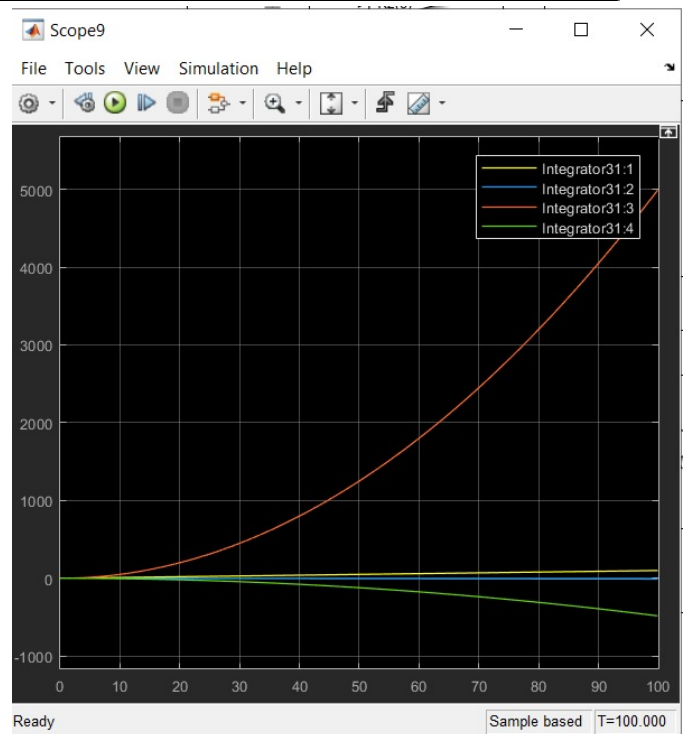 Scope9
File Tools View Simulation Help
Integrator31:1
Integrator31:2
Integrator31:3
Integrator31:4
5000
4000
3000
2000
1000
0
-1000
0 10 20 30 40 50 60 70 80 90 100
Ready Sample based T=100.000